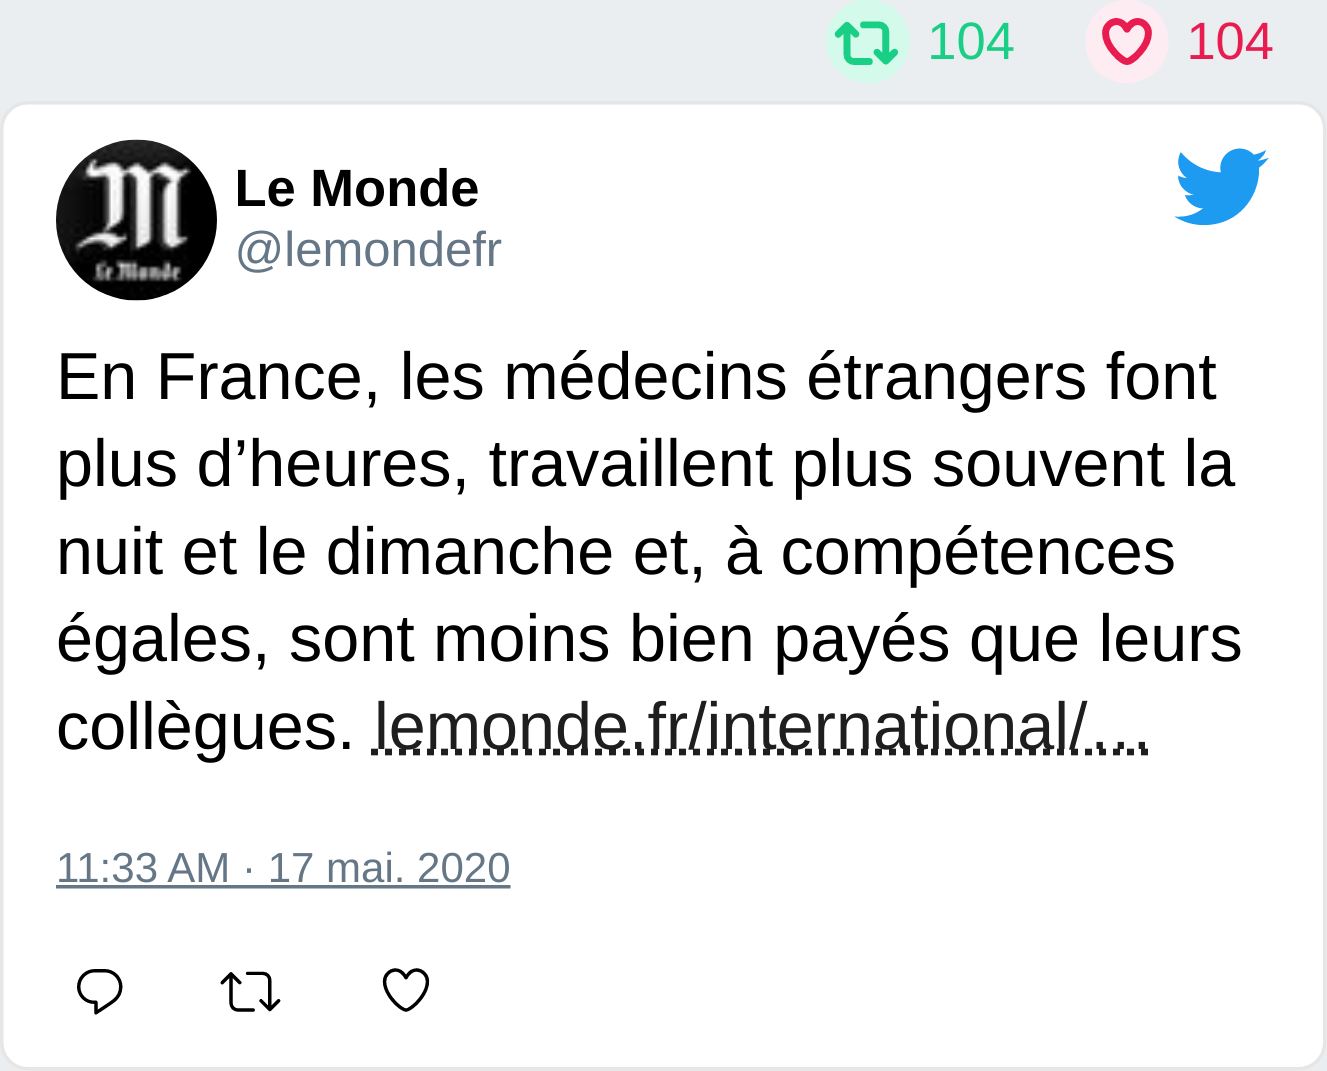 104 104
Le Monde
Le Monde
@lemondefr
En France, les médecins étrangers font
plus d’heures, travaillent plus souvent la
nuit et le dimanche et, à compétences
égales, sont moins bien payés que leurs
collègues. lemonde.fr/international/…
11:33 AM · 17 mai. 2020